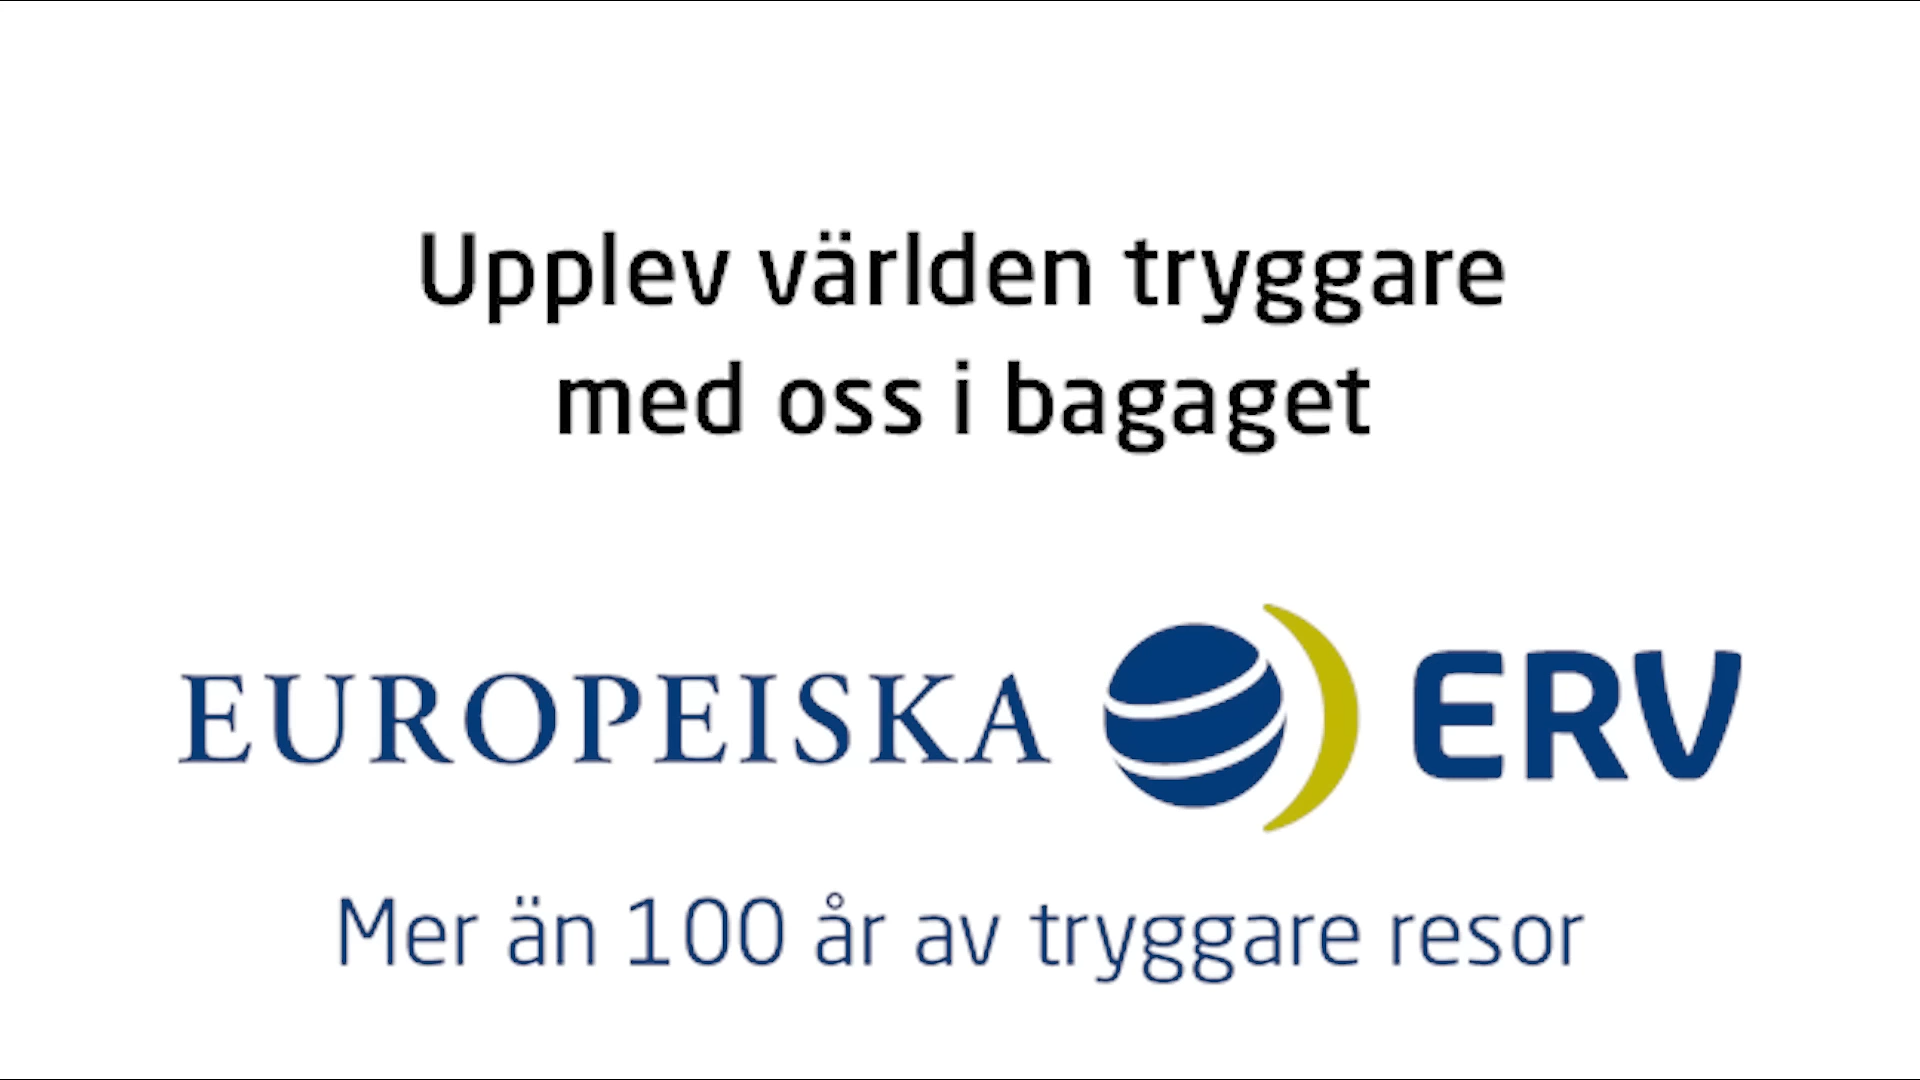 Upplev världen tryggare
med oss i bagaget
EUROPEISKA ERV
Mer än 100 år av tryggare resor